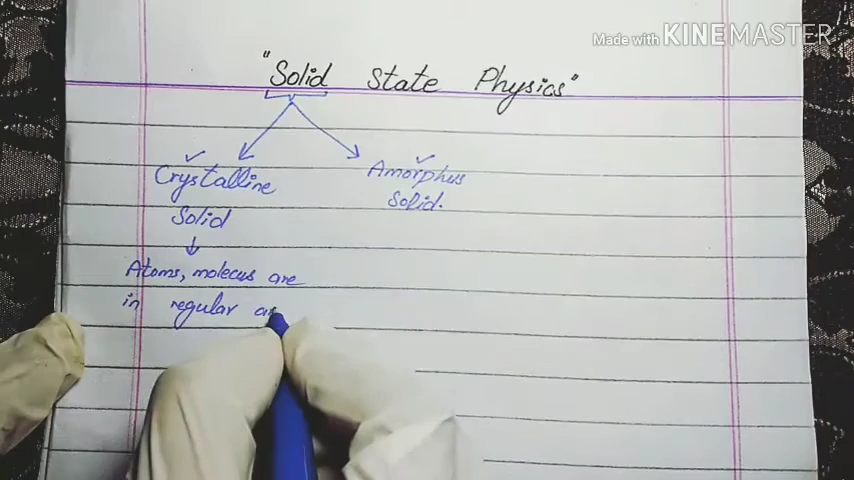 Made with KINEMASTER
"Solid State Physics"
Crystalline
Solid
Amorphus
Solid.
Atoms, molecus are
in regular